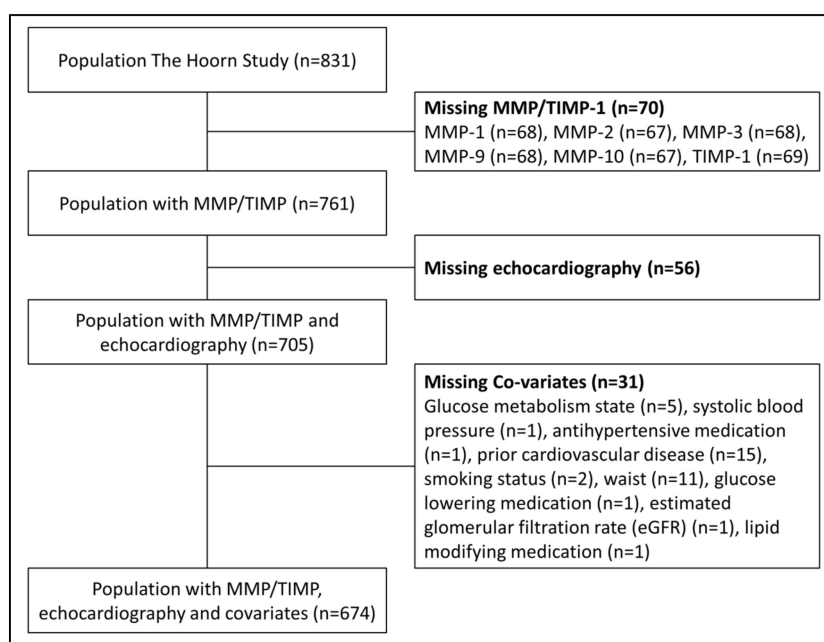 Population The Hoorn Study (n=831)
Missing MMP/TIMP-1 (n=70)
MMP-1 (n=68), MMP-2 (n=67), MMP-3 (n=68),
MMP-9 (n=68), MMP-10 (n=67), TIMP-1 (n=69)
Population with MMP/TIMP (n=761)
Missing echocardiography (n=56)
Population with MMP/TIMP and
echocardiography (n=705)
Missing Co-variates (n=31)
Glucose metabolism state (n=5), systolic blood
pressure (n=1), antihypertensive medication
(n=1), prior cardiovascular disease (n=15),
smoking status (n=2), waist (n=11), glucose
lowering medication (n=1), estimated
glomerular filtration rate (eGFR) (n=1), lipid
modifying medication (n=1)
Population with MMP/TIMP,
echocardiography and covariates (n=674)